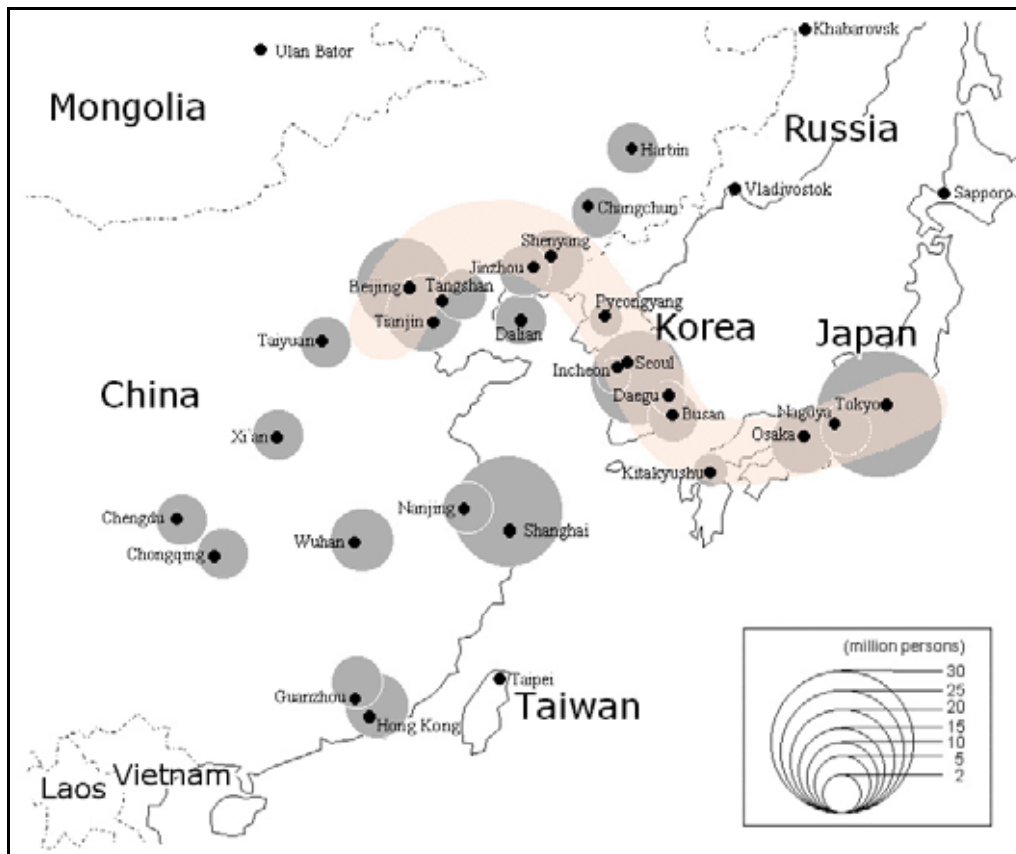 Khabarovsk
Ulan Bator
Mongolia
Russia
Harbin
Vladivostok
Sapporo
Changchun
Shenyang
Jinzhou
Beijing
Tangshan
Pyeongyang
Tianjin
Dalian
Korea
Japan
Taiyuan
Seoul
Incheon
China
Daegu
Busan
Nagoya
Tokyo
Osaka
Xi'an
Kitakyushu
Nanjing
Chengdu
Shanghai
Wuhan
Chongqing
(million persons)
30
25
20
15
10
5
2
Taipei
Guanzhou
Taiwan
Hong Kong
Vietnam
Laos